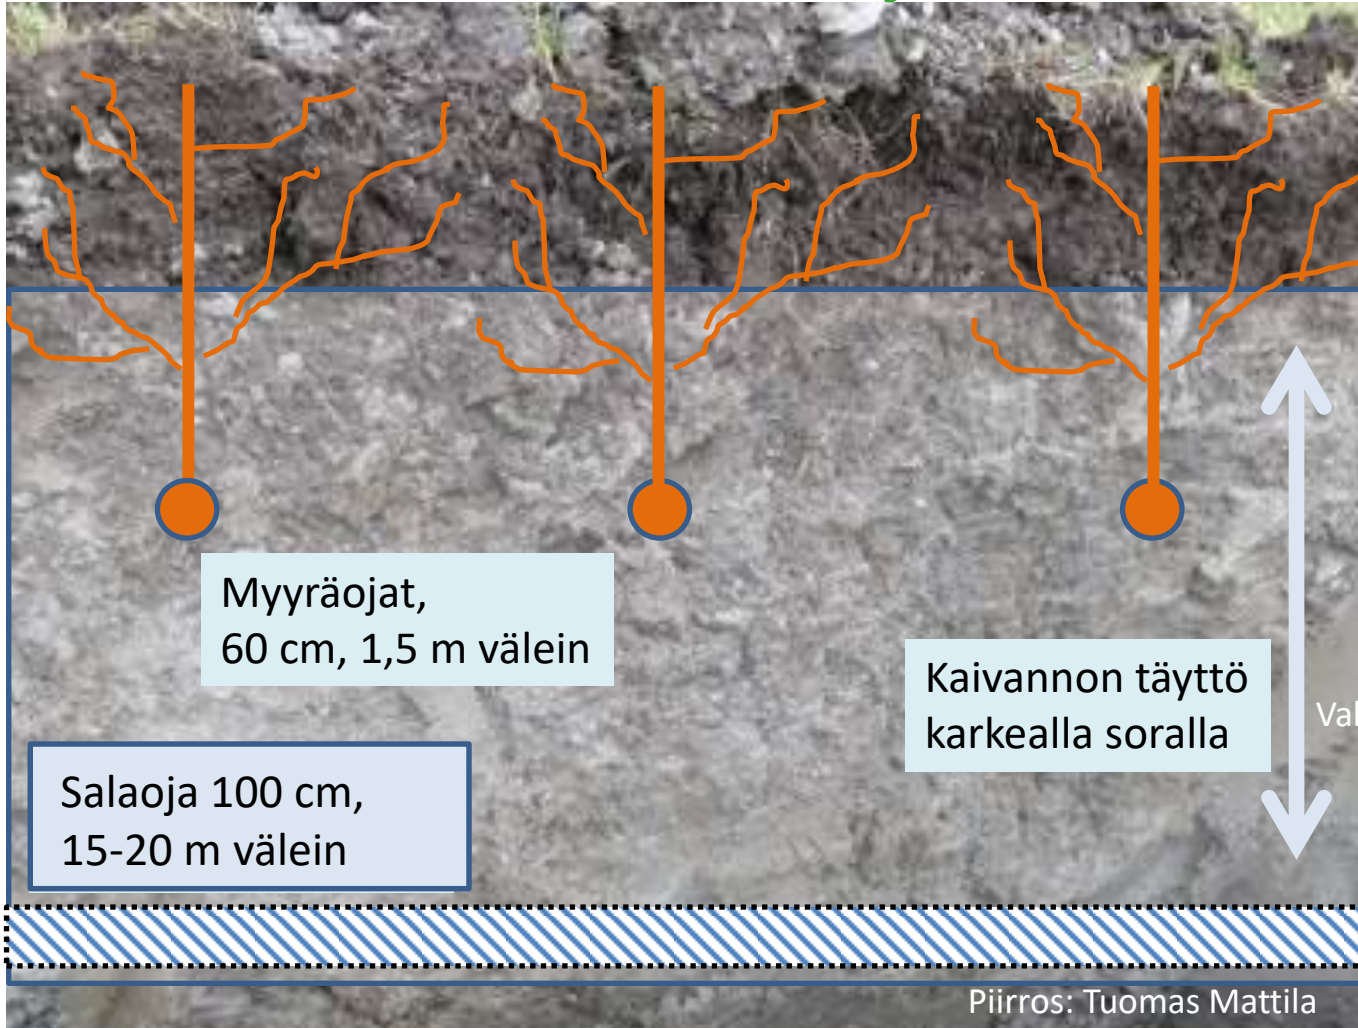 Myyräojat,
60 cm, 1,5 m välein
Kaivannon täyttö
karkealla soralla
Salaoja 100 cm,
15-20 m välein
Piirros: Tuomas Mattila